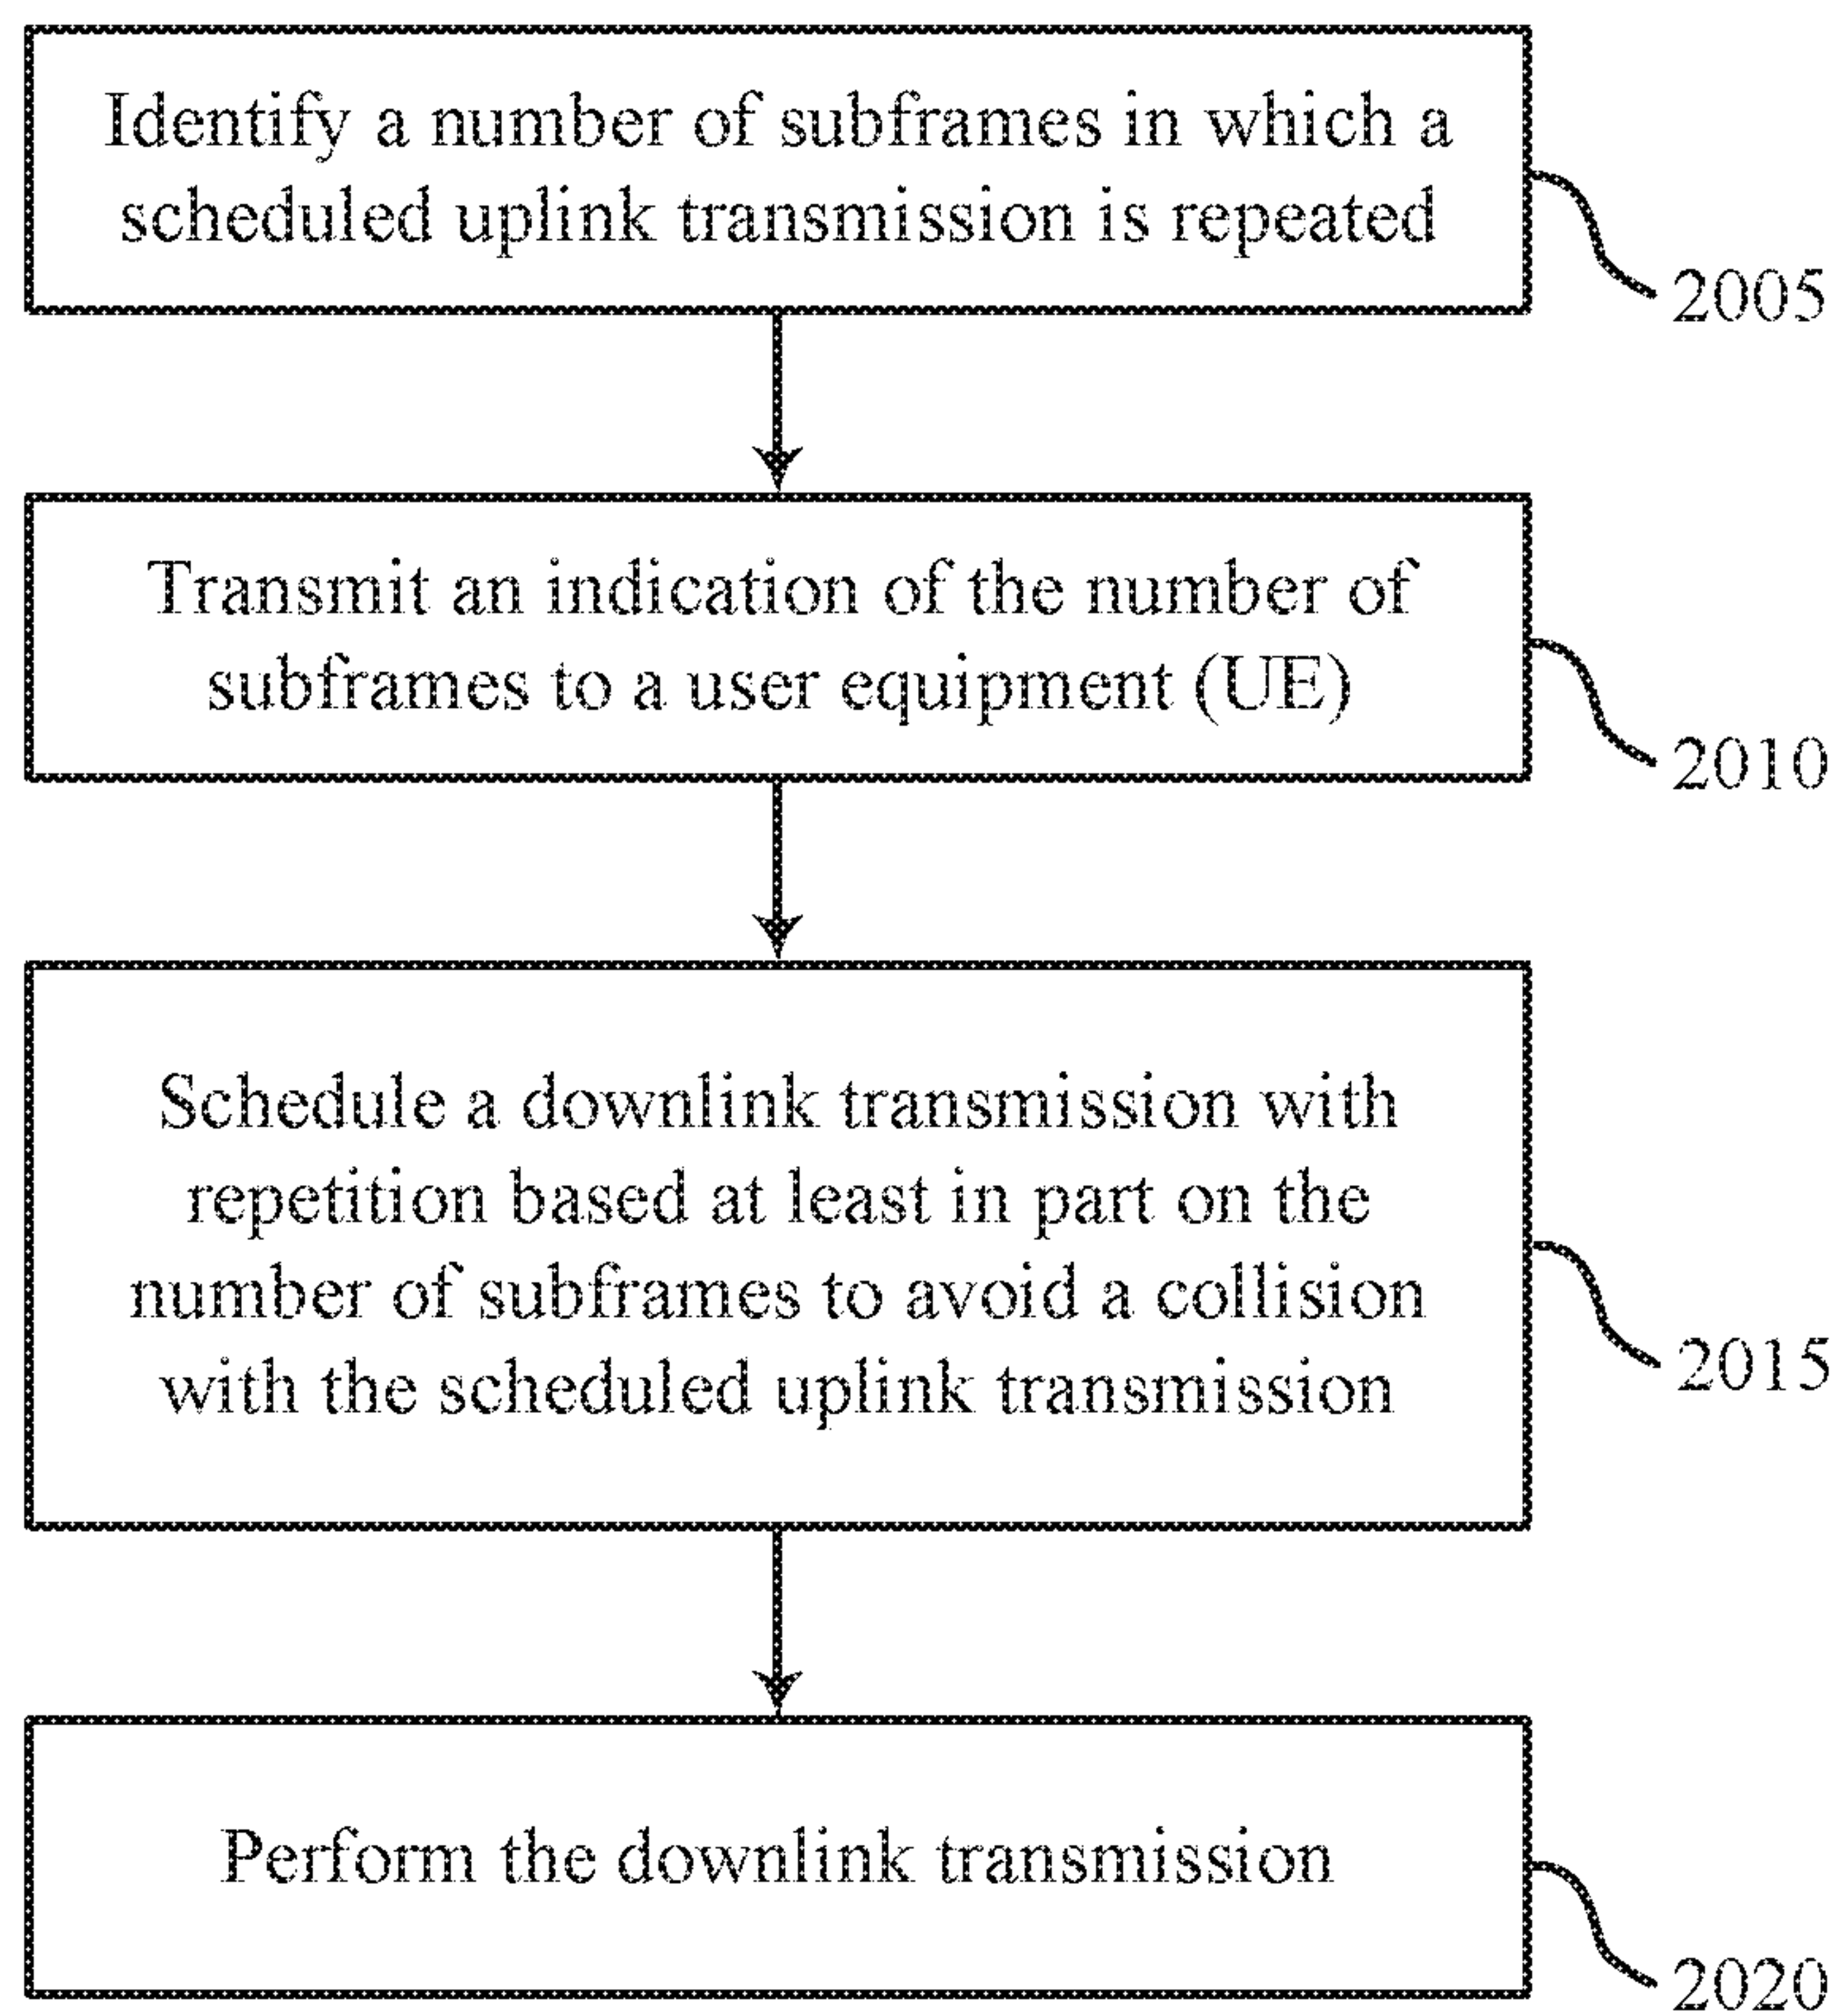 Identify a number of subframes in which a
scheduled uplink transmission is repeated
2005
Transmit an indication of the number of
subframes to a user equipment (UE)
2010
Schedule a downlink transmission with
repetition based at least in part on the
number of subframes to avoid a collision
with the scheduled uplink transmission
2015
Perform the downlink transmission
2020